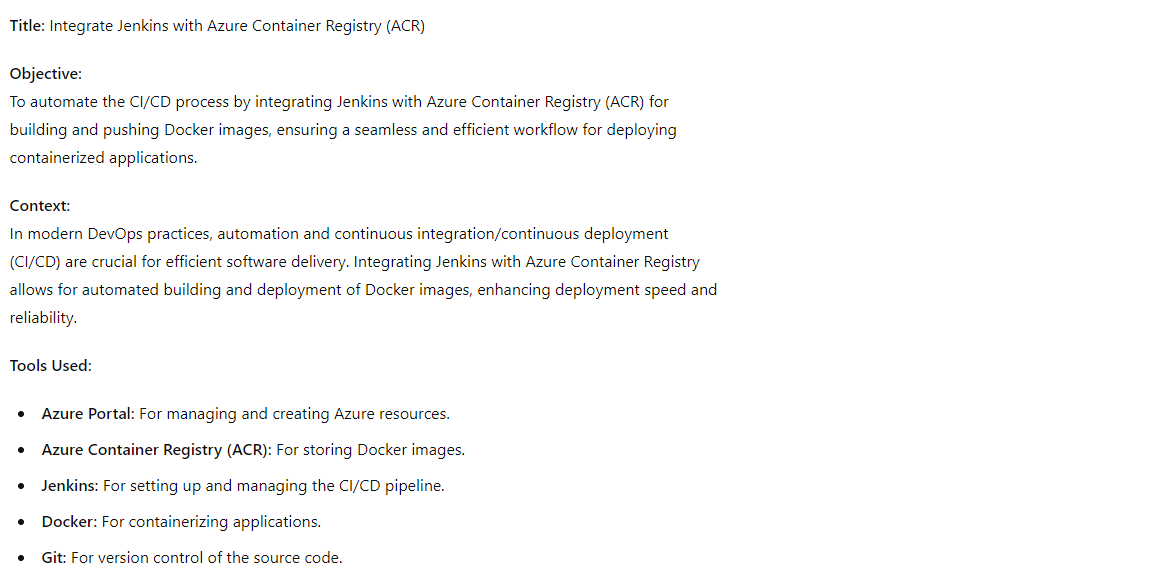 Title: Integrate Jenkins with Azure Container Registry (ACR)
Objective:
To automate the CI/CD process by integrating Jenkins with Azure Container Registry (ACR) for
building and pushing Docker images, ensuring a seamless and efficient workflow for deploying
containerized applications.
Context:
In modern DevOps practices, automation and continuous integration/continuous deployment
(CI/CD) are crucial for efficient software delivery. Integrating Jenkins with Azure Container Registry
allows for automated building and deployment of Docker images, enhancing deployment speed and
reliability.
Tools Used:
• Azure Portal: For managing and creating Azure resources.
• Azure Container Registry (ACR): For storing Docker images.
• Jenkins: For setting up and managing the CI/CD pipeline.
• Docker: For containerizing applications.
• Git: For version control of the source code.